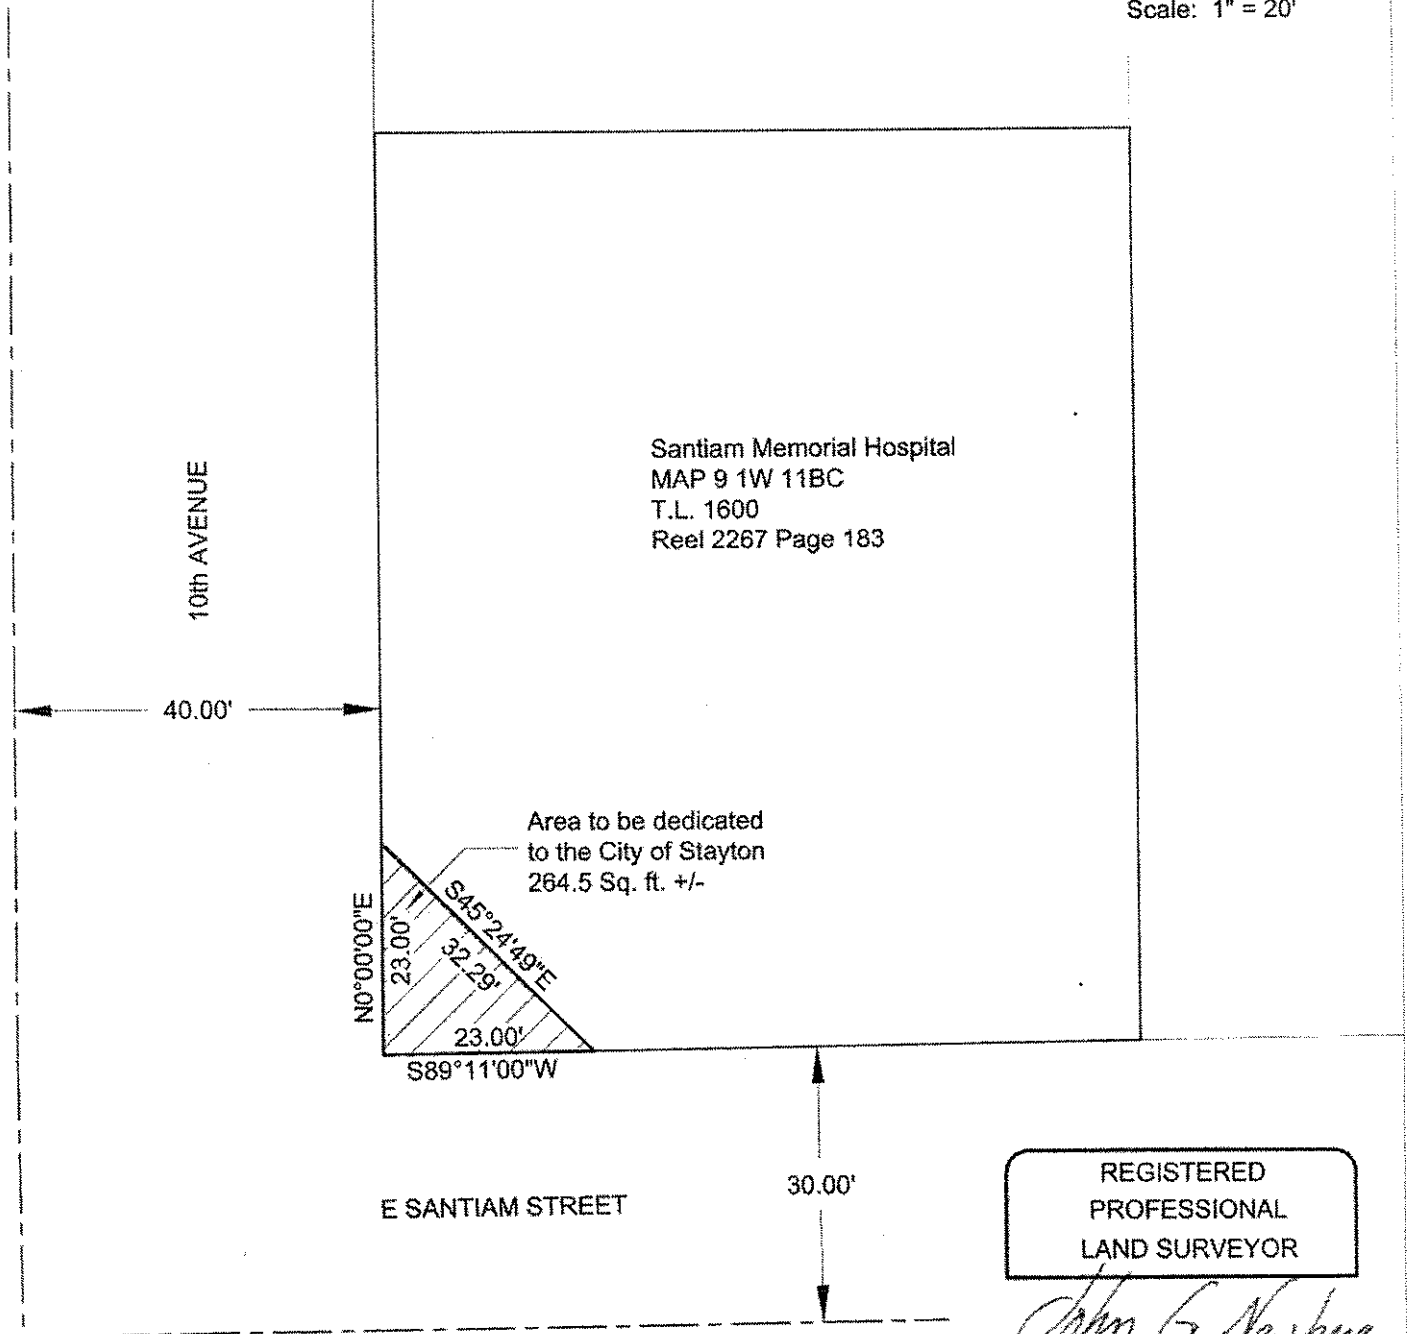 Scale: 1" = 20'
Santiam Memorial Hospital
MAP 9 1W 11BC
T.L. 1600
Reel 2267 Page 183
10th AVENUE
40.00'
Area to be dedicated
to the City of Stayton
264.5 Sq. ft. +/-
N0°00'00"E
23.00'
S45°24'49"E
32.29'
23.00'
S89°11'00"W
30.00'
E SANTIAM STREET
REGISTERED
PROFESSIONAL
LAND SURVEYOR
John G